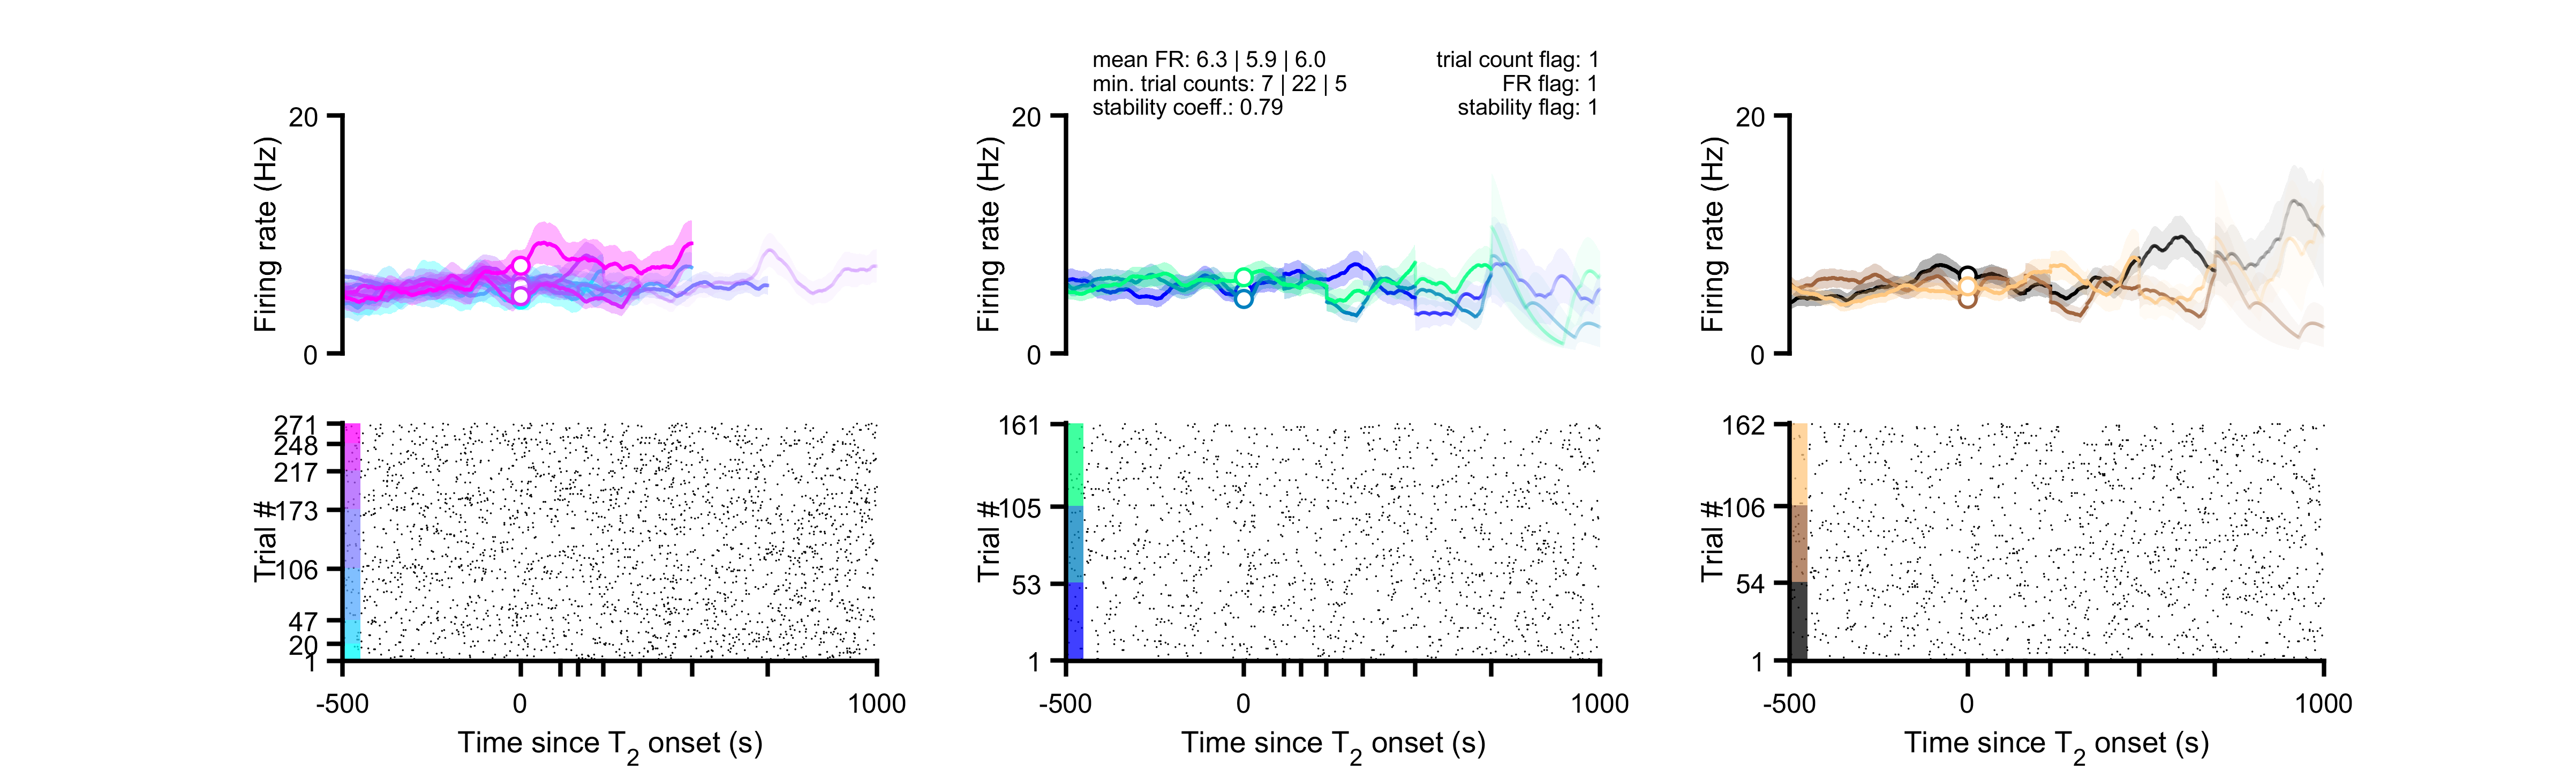 mean FR: 6.3 | 5.9 | 6.0
min. trial counts: 7 | 22 | 5
stability coeff.: 0.79
trial count flag: 1
FR flag: 1
stability flag: 1
Firing rate (Hz)
20
0
Firing rate (Hz)
20
0
Firing rate (Hz)
20
0
Trial #
271
248
217
173
106
47
20
1
-500
0
1000
Time since T2 onset (s)
Trial #
161
105
53
1
-500
0
1000
Time since T2 onset (s)
Trial #
162
106
54
1
-500
0
1000
Time since T2 onset (s)